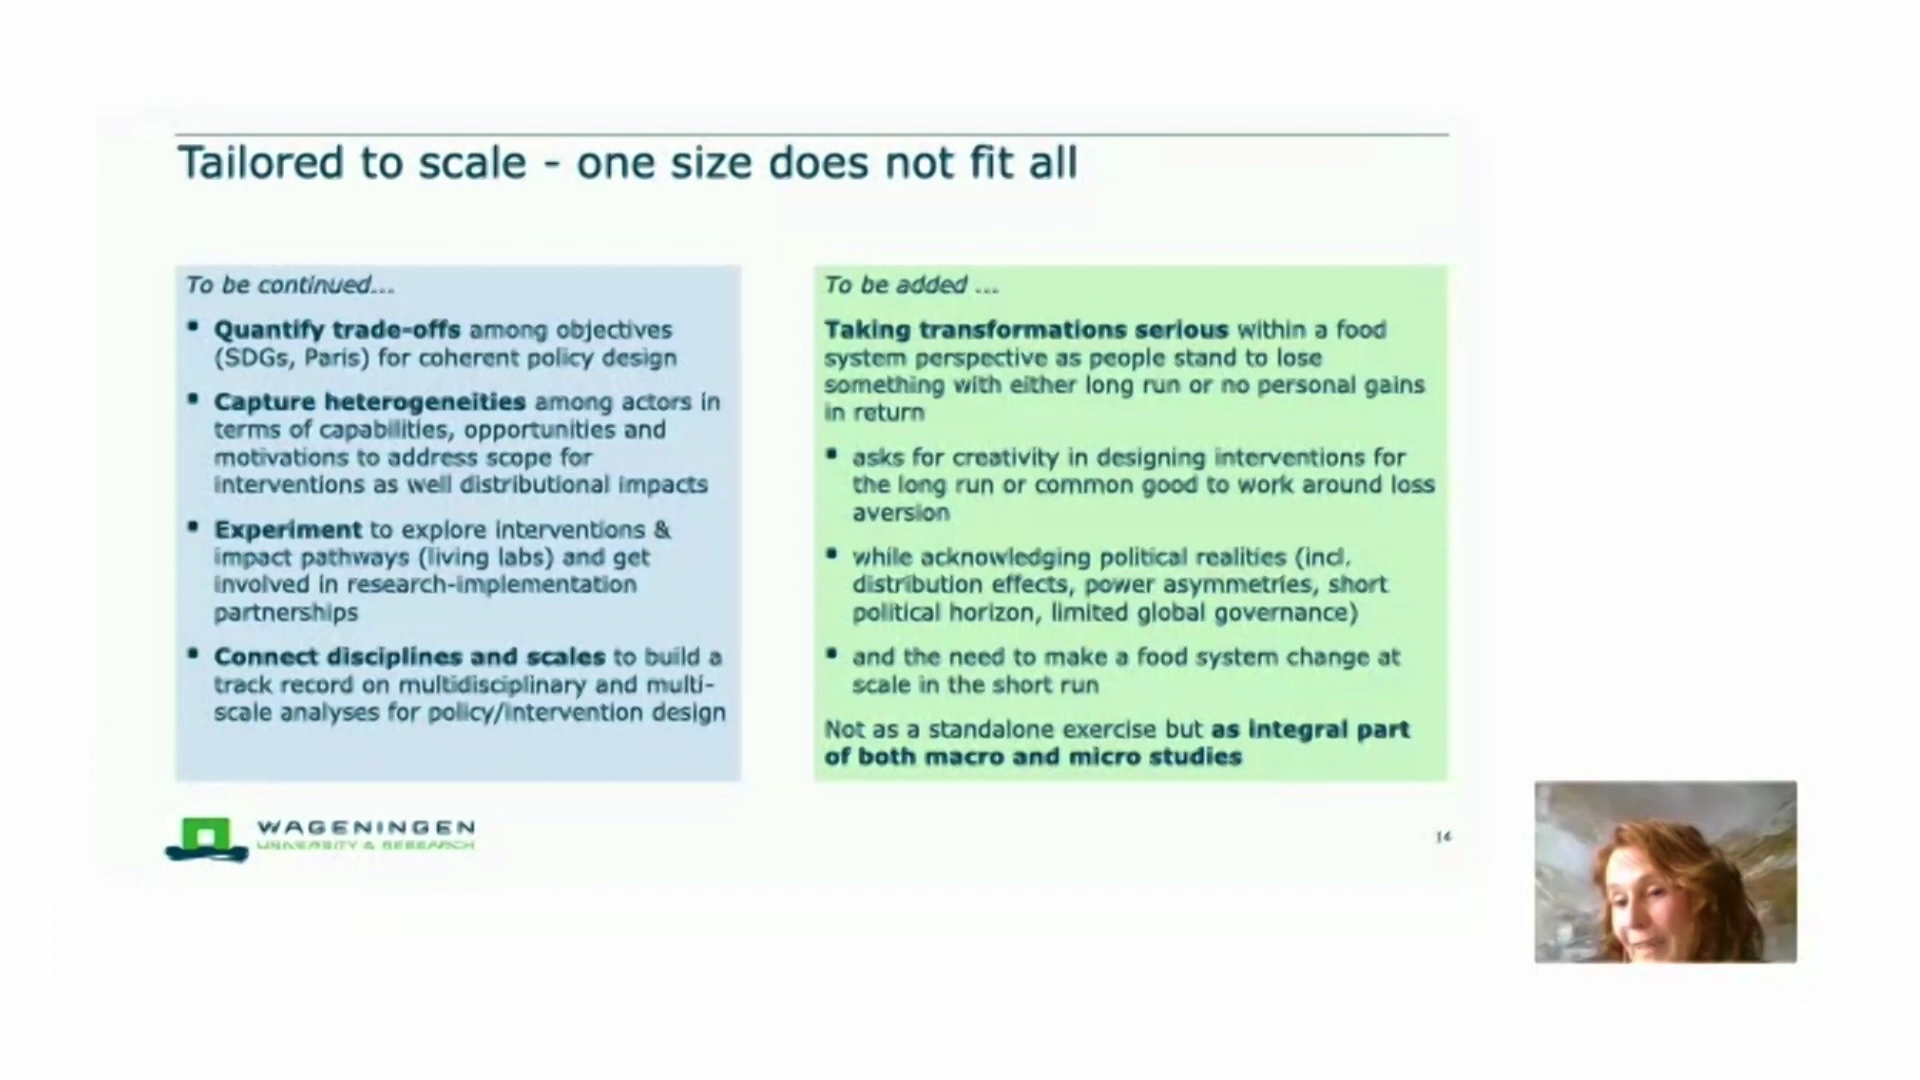 Tailored to scale - one size does not fit all
To be continued...
▪ Quantify trade-offs among objectives
(SDGs, Paris) for coherent policy design
▪ Capture heterogeneities among actors in
terms of capabilities, opportunities and
motivations to address scope for
interventions as well distributional impacts
▪ Experiment to explore interventions &
impact pathways (living labs) and get
involved in research-implementation
partnerships
▪ Connect disciplines and scales to build a
track record on multidisciplinary and multi-
scale analyses for policy/intervention design
To be added ...
Taking transformations serious within a food
system perspective as people stand to lose
something with either long run or no personal gains
in return
▪ asks for creativity in designing interventions for
the long run or common good to work around loss
aversion
▪ while acknowledging political realities (incl.
distribution effects, power asymmetries, short
political horizon, limited global governance)
▪ and the need to make a food system change at
scale in the short run
Not as a standalone exercise but as integral part
of both macro and micro studies
WAGENINGEN
UNIVERSITY & RESEARCH
14